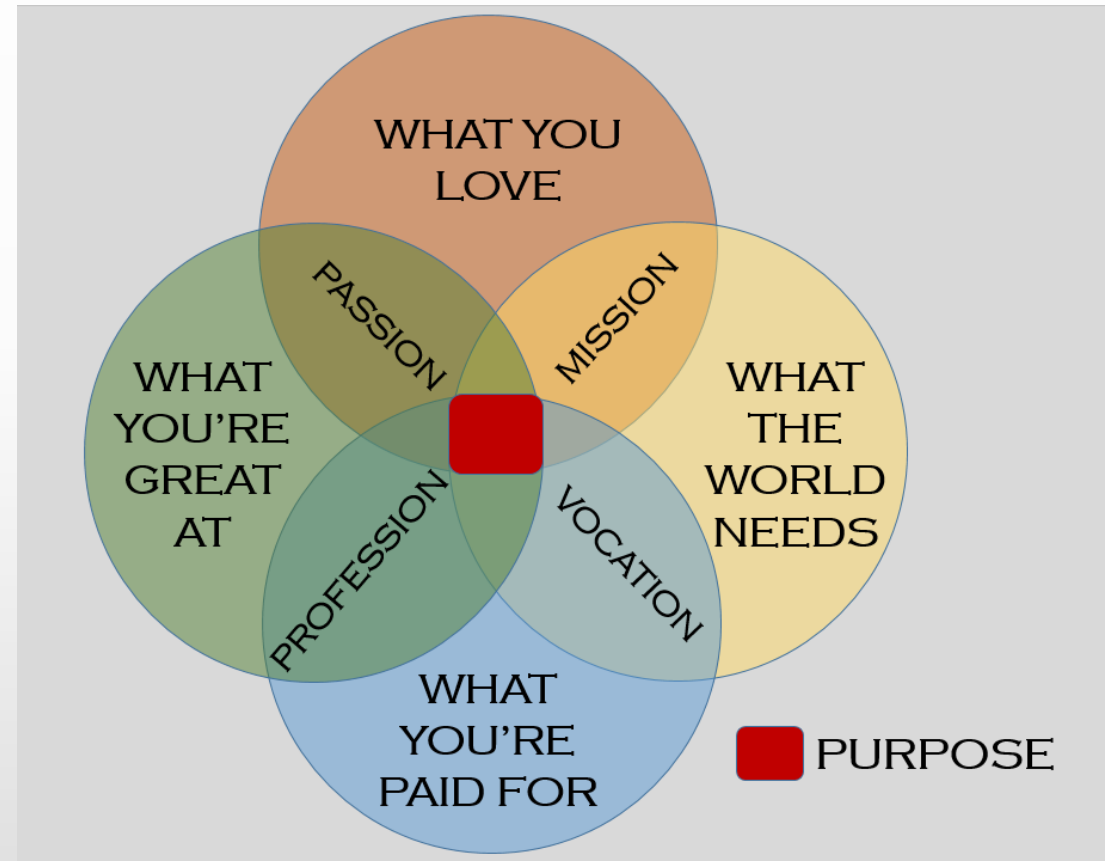 WHAT YOU
LOVE
PASSION
MISSION
WHAT
YOU'RE
GREAT
AT
WHAT
THE
WORLD
NEEDS
PROFESSION
VOCATION
WHAT
YOU'RE
PAID FOR
PURPOSE